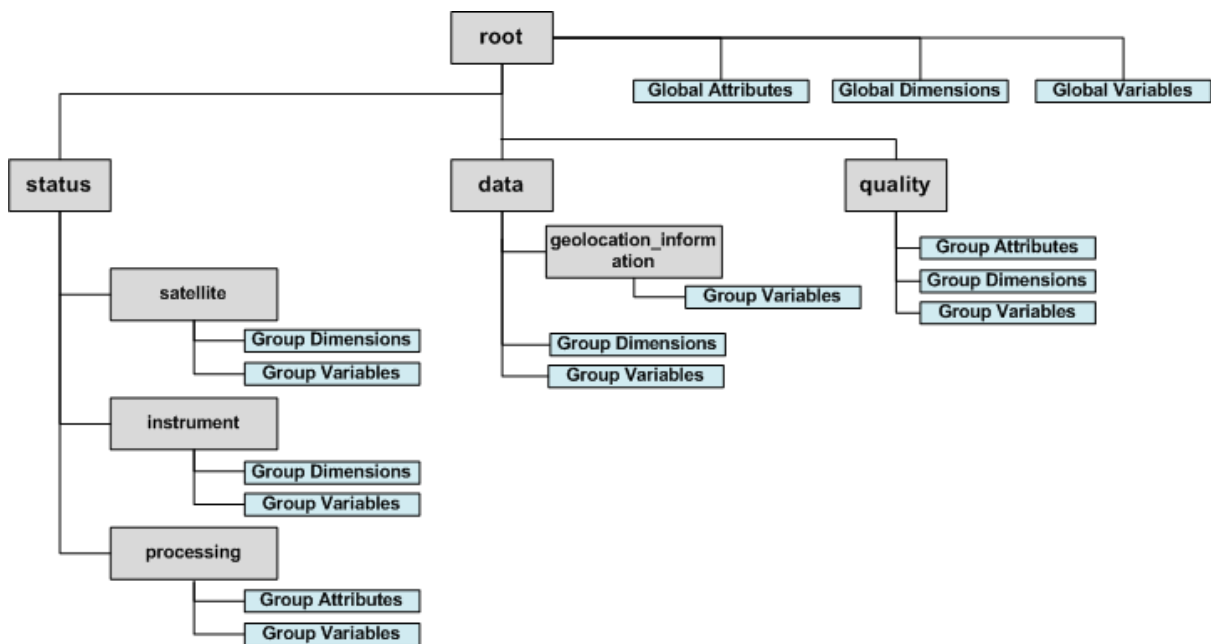 root
Global Attributes
Global Dimensions
Global Variables
status
data
quality
satellite
Group Dimensions
Group Variables
instrument
Group Dimensions
Group Variables
processing
Group Attributes
Group Variables
geolocation_inform
ation
Group Variables
Group Dimensions
Group Variables
Group Attributes
Group Dimensions
Group Variables